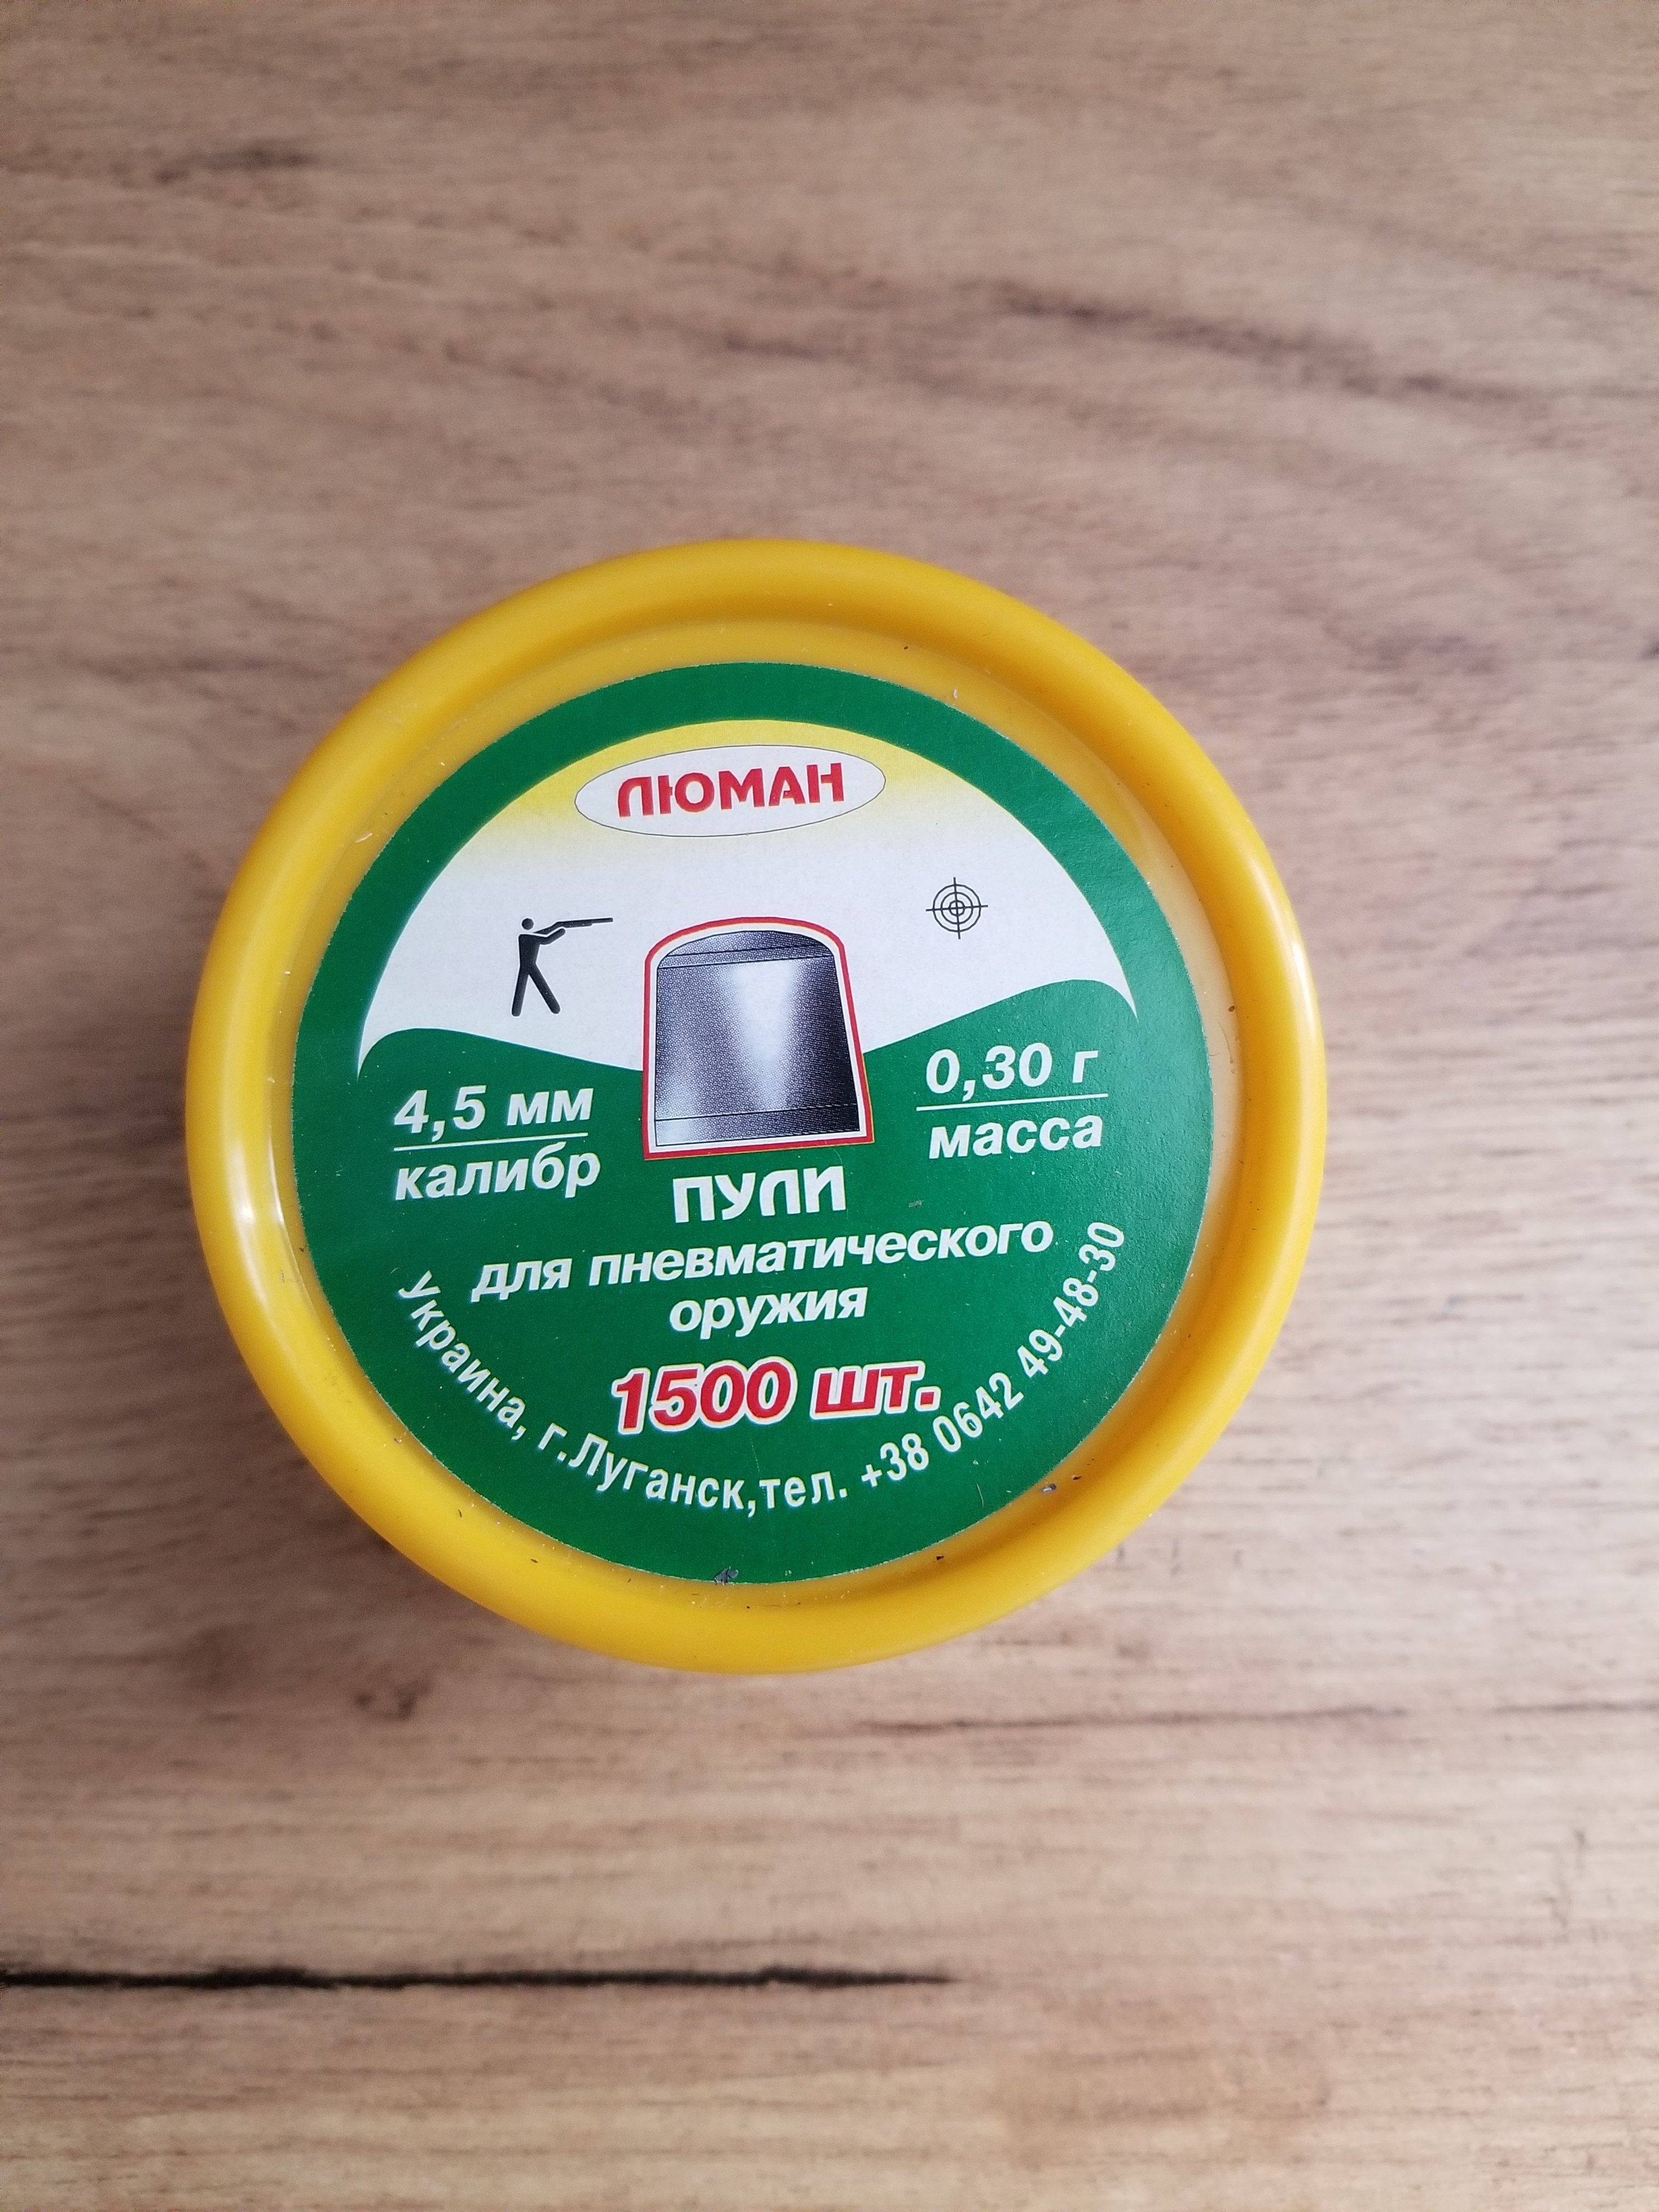 ЛЮМАН
4,5 мм
калибр
0,30 г
масса
ПУЛИ
для пневматического
оружия
1500 шт.
Украина, г.Луганск,тел. +38 0642 49-48-30